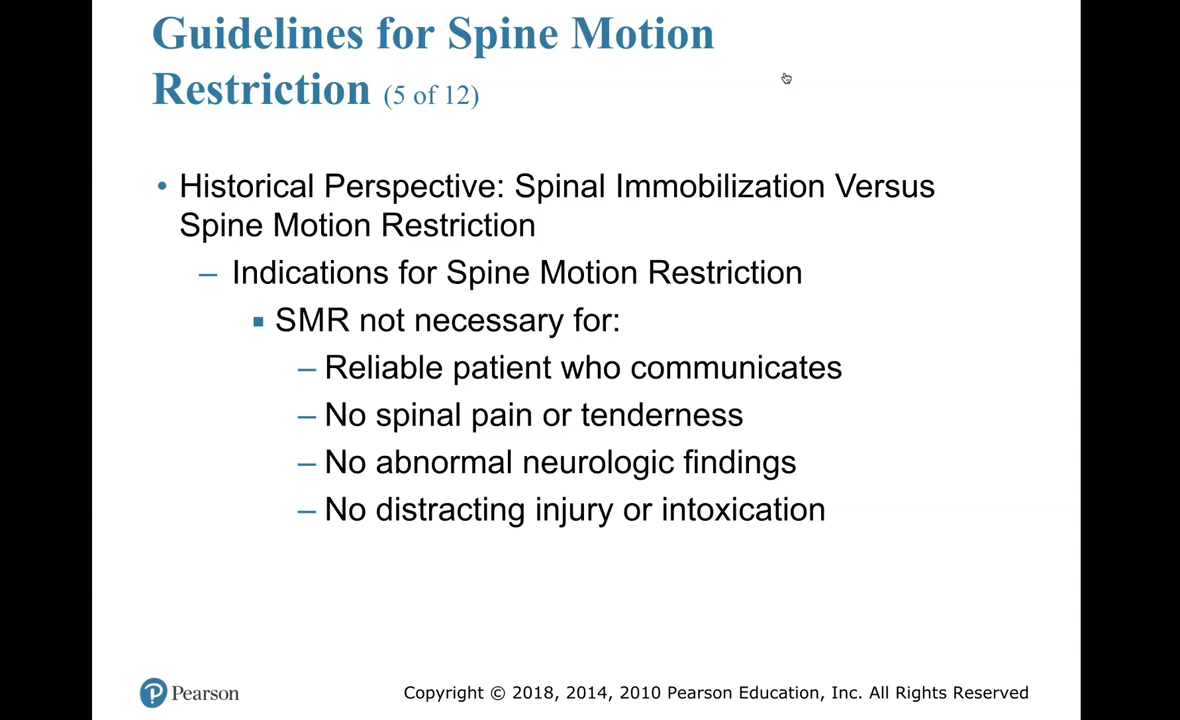 Guidelines for Spine Motion
Restriction (5 of 12)
• Historical Perspective: Spinal Immobilization Versus
Spine Motion Restriction
– Indications for Spine Motion Restriction
▪ SMR not necessary for:
– Reliable patient who communicates
– No spinal pain or tenderness
– No abnormal neurologic findings
– No distracting injury or intoxication
P Pearson
Copyright © 2018, 2014, 2010 Pearson Education, Inc. All Rights Reserved